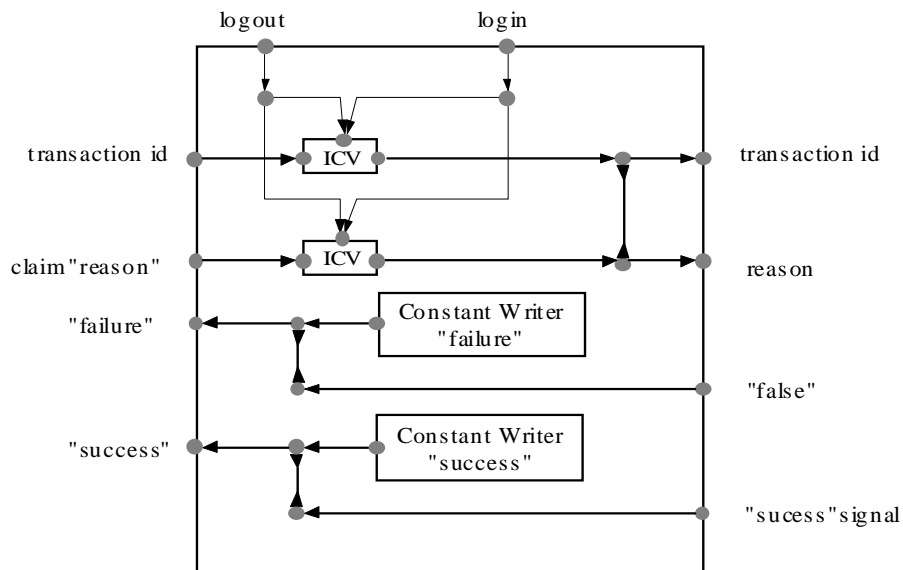 logout login
transaction id ICV transaction id
claim"reason" ICV reason
"failure" Constant Writer
"failure"
"false"
"success" Constant Writer
"success"
"sucess"signal